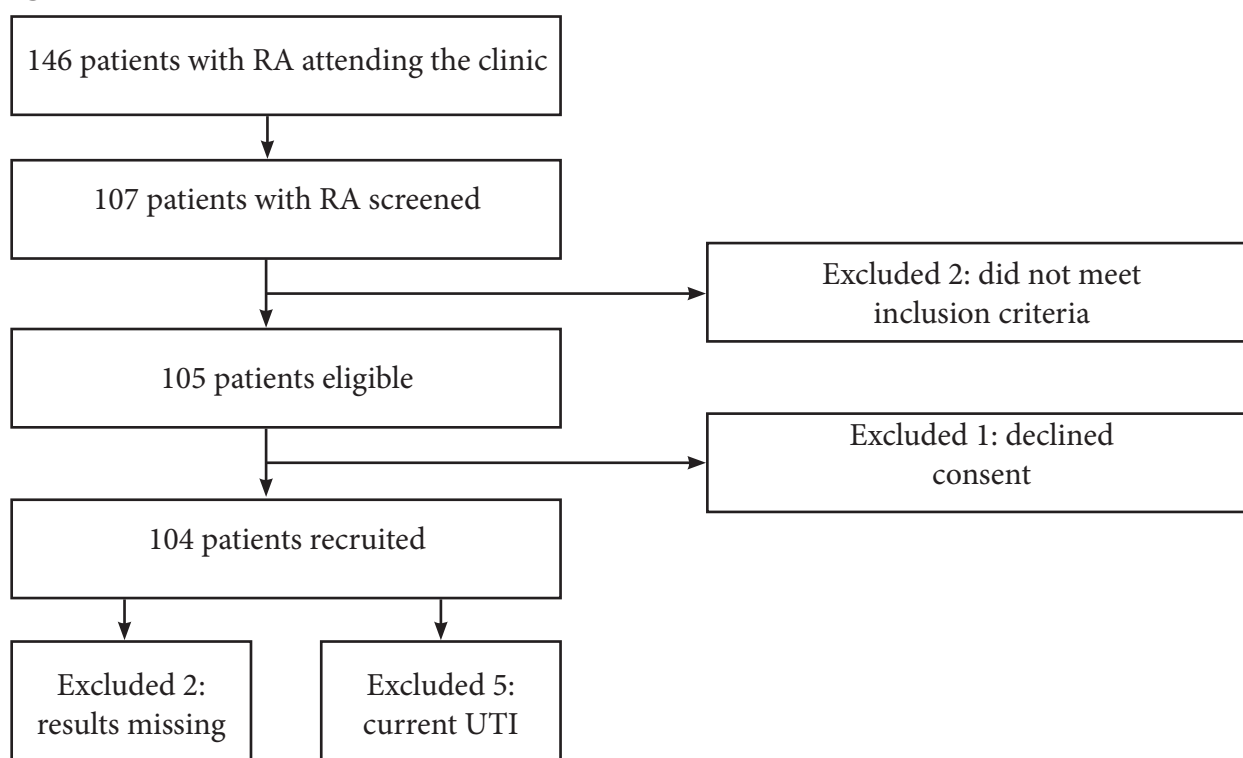 146 patients with RA attending the clinic
107 patients with RA screened
Excluded 2: did not meet
inclusion criteria
105 patients eligible
Excluded 1: declined
consent
104 patients recruited
Excluded 2:
results missing
Excluded 5:
current UTI